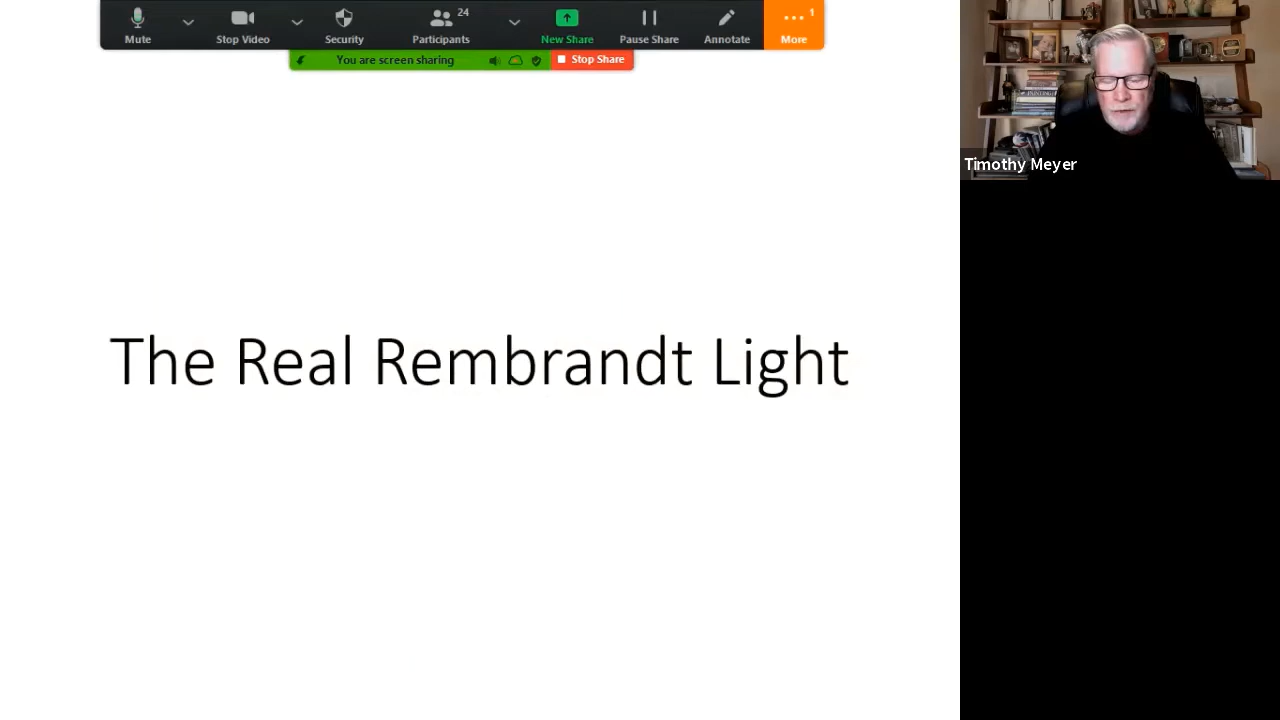 24
1
Mute
Stop Video
Security
Participants
New Share
Pause Share
Annotate
More
You are screen sharing
Stop Share
Timothy Meyer
The Real Rembrandt Light